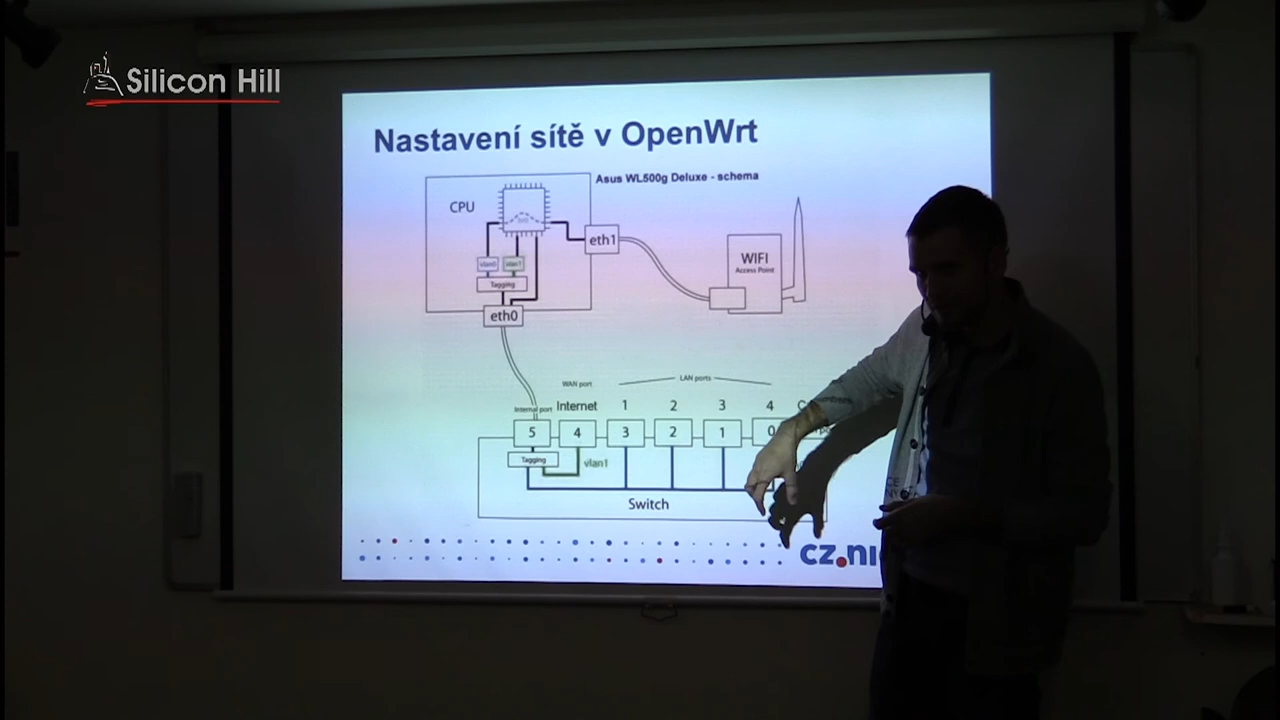 Silicon Hill
Nastavení sítě v OpenWrt
Asus WL500g Deluxe - schema
CPU
eth1
WIFI
Access Point
vlan0
vlan1
Tagging
eth0
WAN port
LAN ports
Internal port
Internet
1
2
3
4
5
4
3
2
1
0
Tagging
vlan1
Switch
cz.ni